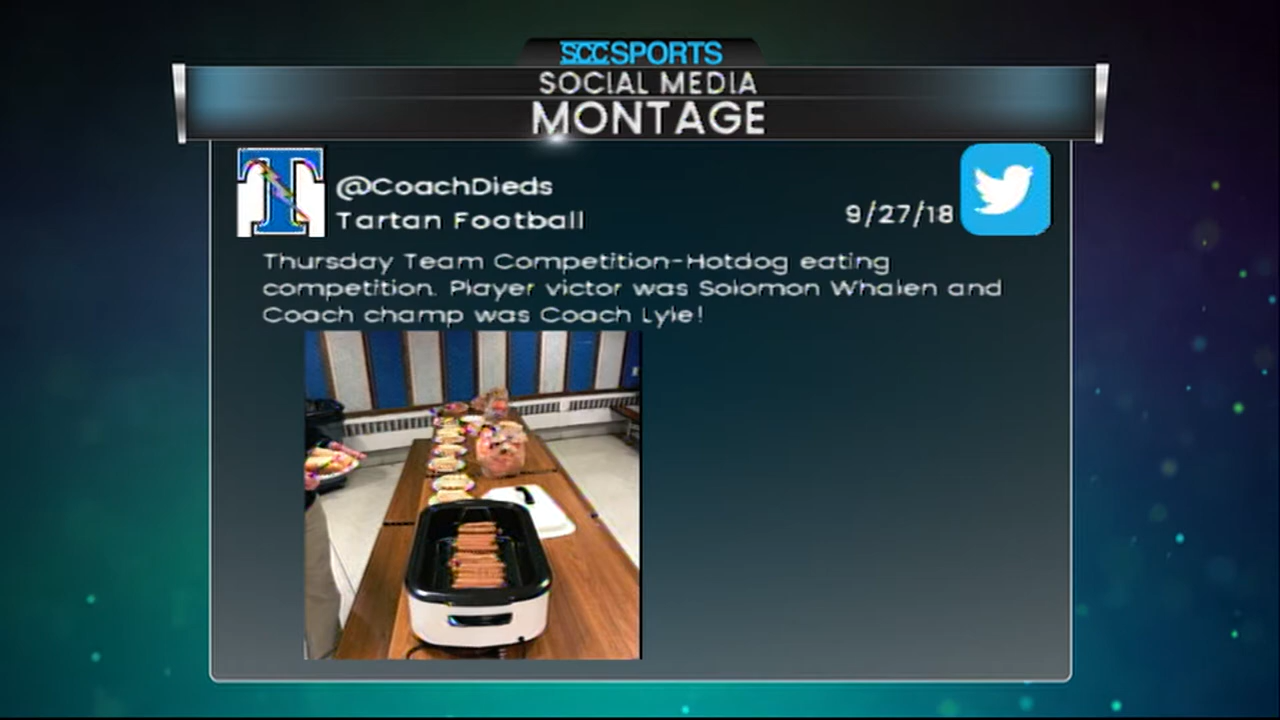 SCCSPORTS
SOCIAL MEDIA
MONTAGE
T
@CoachDieds
Tartan Football
9/27/18
Thursday Team Competition-Hotdog eating
competition. Player victor was Solomon Whalen and
Coach champ was Coach Lyle!